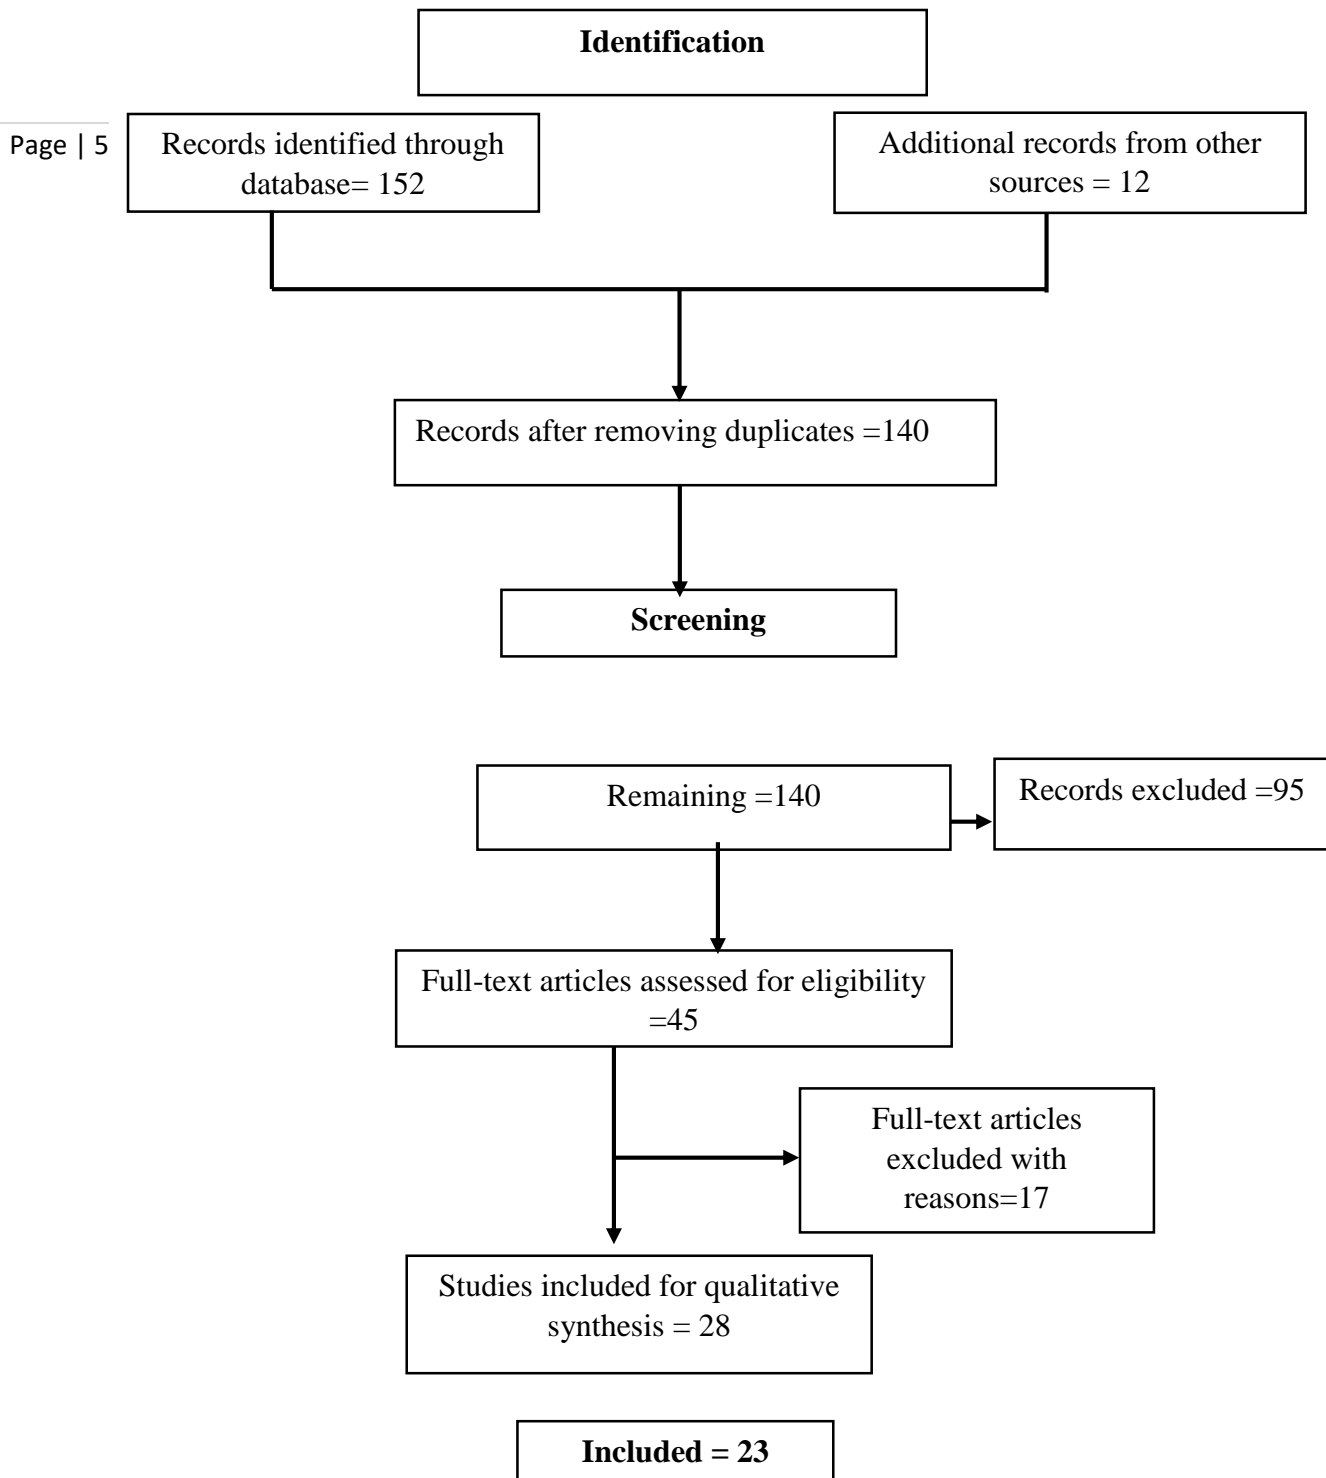 Identification
Page | 5
Records identified through
database= 152
Additional records from other
sources = 12
Records after removing duplicates =140
Screening
Remaining =140
Records excluded =95
Full-text articles assessed for eligibility
=45
Full-text articles
excluded with
reasons=17
Studies included for qualitative
synthesis = 28
Included = 23